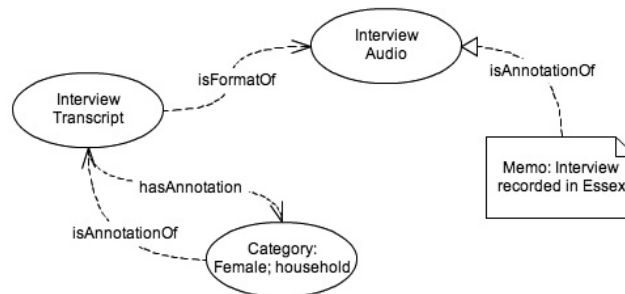 Interview
Audio
isFormatOf
isAnnotationOf
Interview
Transcript
Memo: Interview
recorded in Essex
hasAnnotation
isAnnotationOf
Category:
Female; household